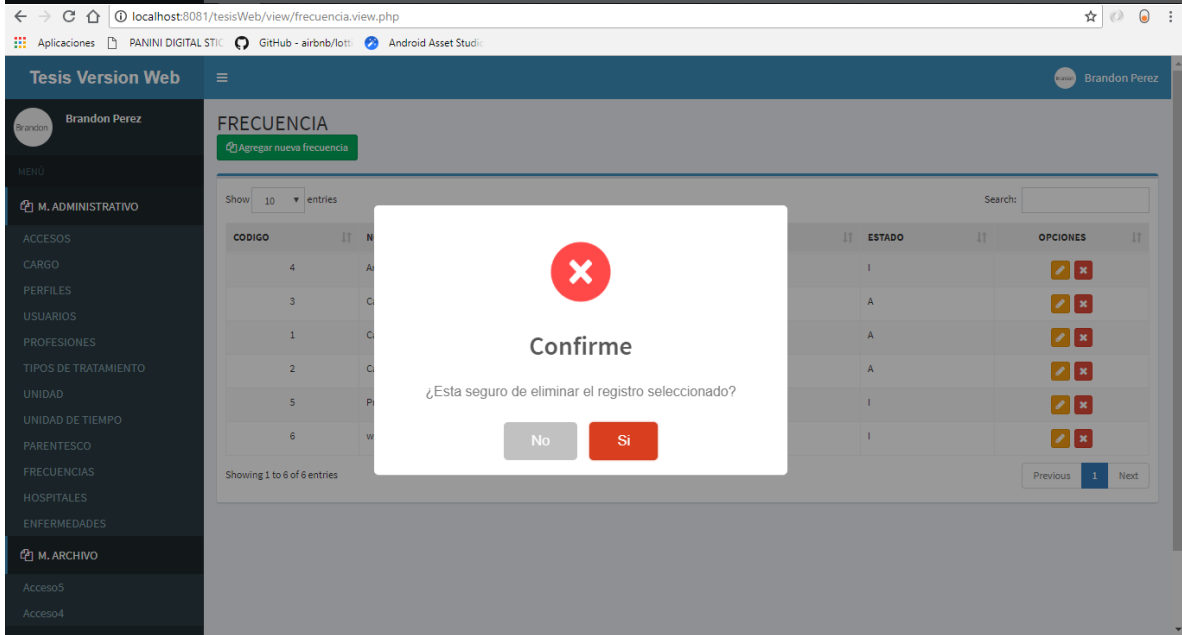 localhost:8081/tesisWeb/view/frecuencia.view.php
Aplicaciones PANINI DIGITAL STIC GitHub - airbnb/lott Android Asset Studio
Tesis Version Web
Brandon Perez
Brandon
Brandon Perez
MENÚ
M. ADMINISTRATIVO
ACCESOS
CARGO
PERFILES
USUARIOS
PROFESIONES
TIPOS DE TRATAMIENTO
UNIDAD
UNIDAD DE TIEMPO
PARENTESCO
FRECUENCIAS
HOSPITALES
ENFERMEDADES
M. ARCHIVO
Acceso5
Acceso4
FRECUENCIA
Agregar nueva frecuencia
Show 10 entries
Search:
CODIGO N ESTADO OPCIONES
4 I
3 A
1 A
2 A
5 I
6 I
Showing 1 to 6 of 6 entries
Previous 1 Next
Confirme
¿Esta seguro de eliminar el registro seleccionado?
No Si